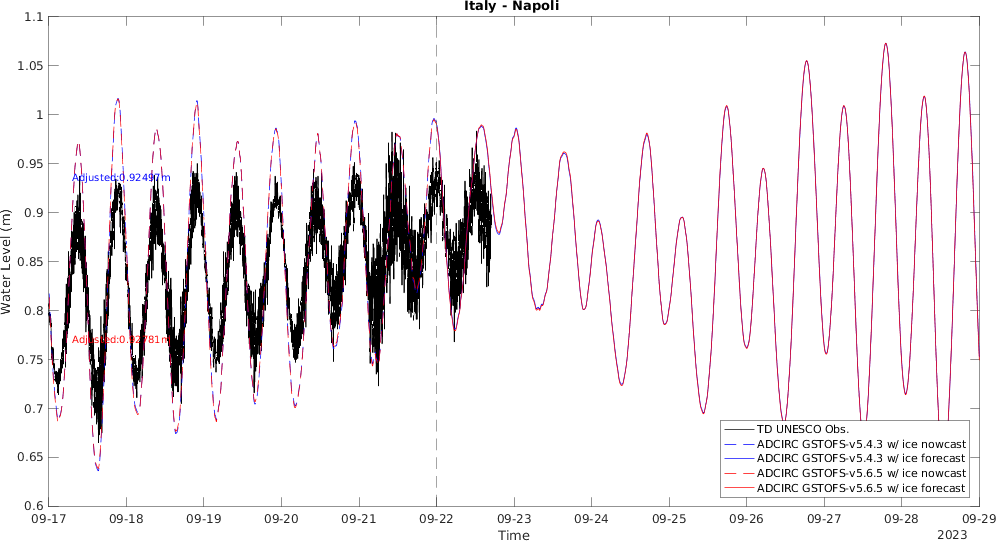 Italy - Napoli
Water Level (m)
1.1
1.05
1
0.95
0.9
0.85
0.8
0.75
0.7
0.65
0.6
Adjusted:0.92497m
Adjusted:0.92781m
TD UNESCO Obs.
ADCIRC GSTOFS-v5.4.3 w/ ice nowcast
ADCIRC GSTOFS-v5.4.3 w/ ice forecast
ADCIRC GSTOFS-v5.6.5 w/ ice nowcast
ADCIRC GSTOFS-v5.6.5 w/ ice forecast
09-17 09-18 09-19 09-20 09-21 09-22 09-23 09-24 09-25 09-26 09-27 09-28 09-29
Time
2023